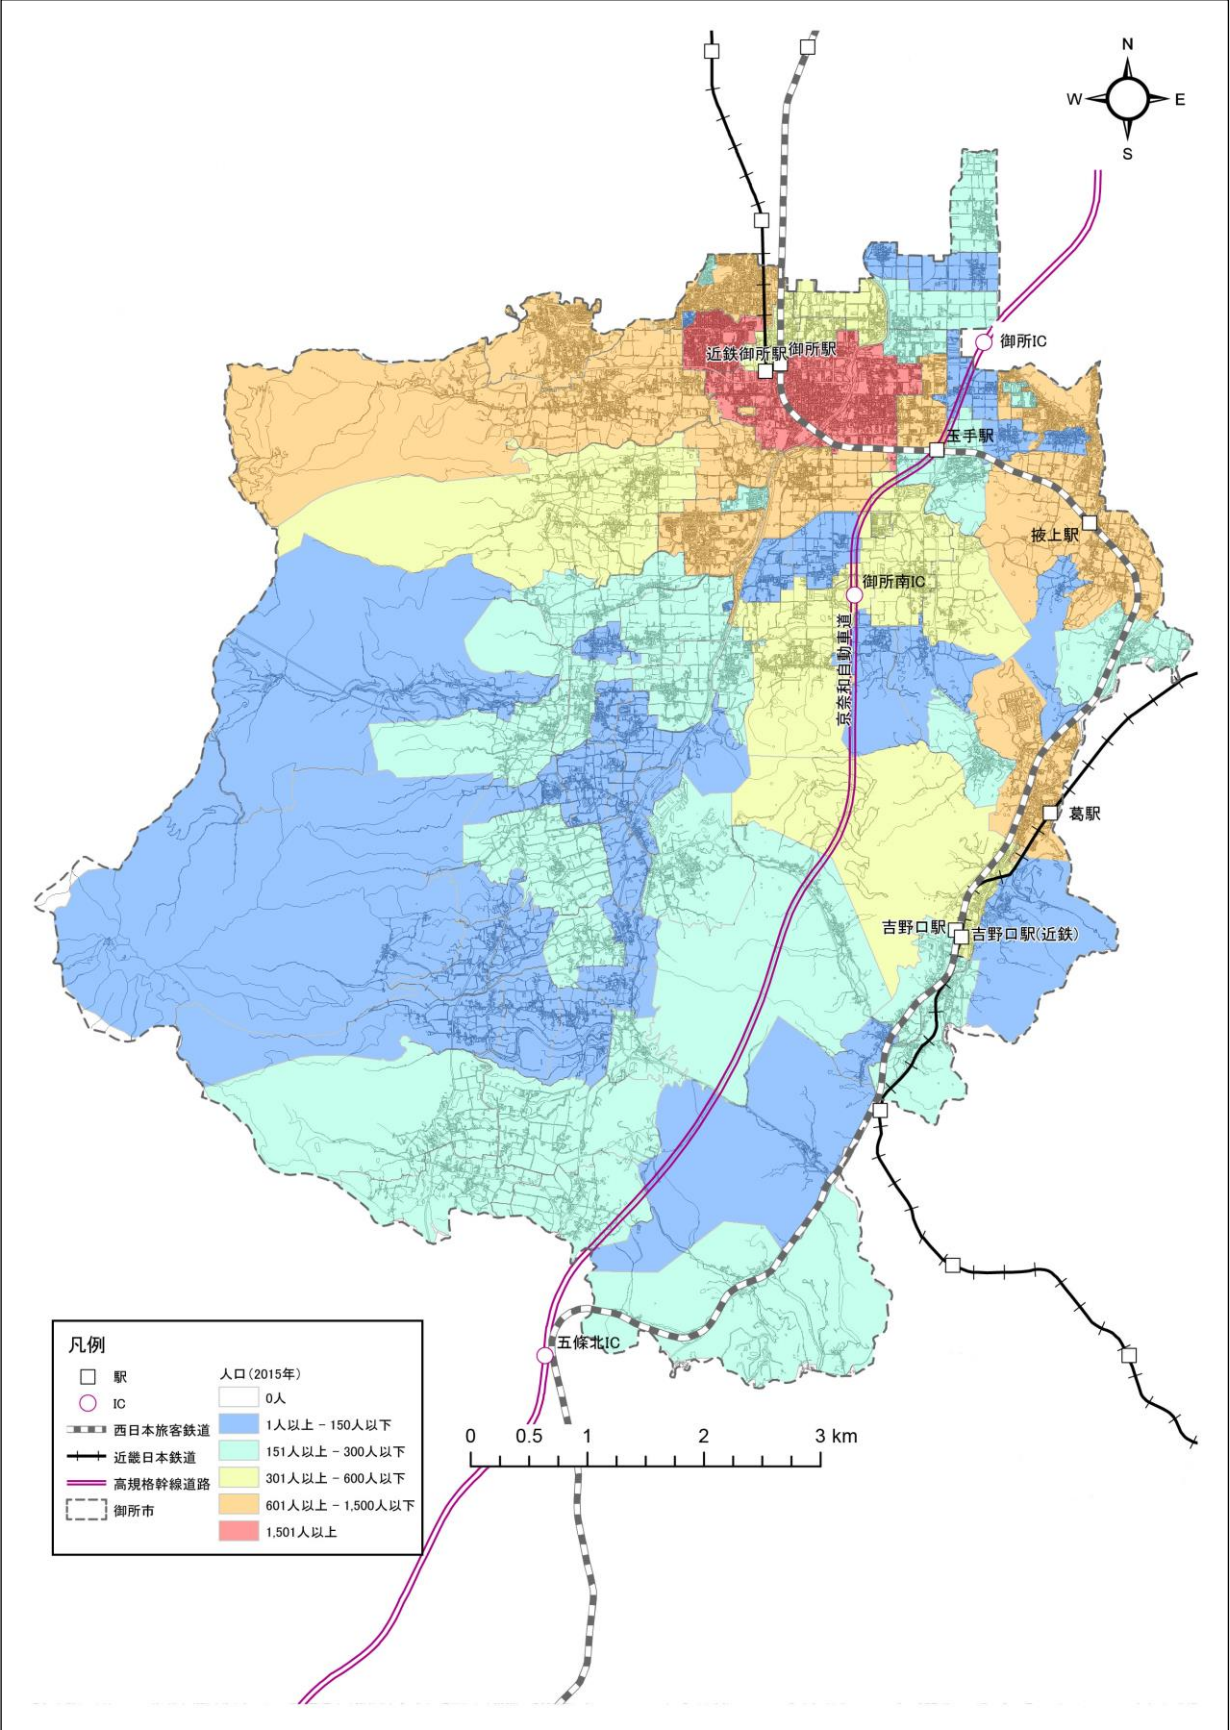 N
W
E
S
御所IC
近鉄御所駅
御所駅
玉手駅
掖上駅
御所南IC
京奈和自動車道
葛駅
吉野口駅
吉野口駅(近鉄)
五條北IC
凡例
駅
IC
西日本旅客鉄道
近畿日本鉄道
高規格幹線道路
御所市
人口(2015年)
0人
1人以上 - 150人以下
151人以上 - 300人以下
301人以上 - 600人以下
601人以上 - 1,500人以下
1,501人以上
0 0.5 1 2 3 km